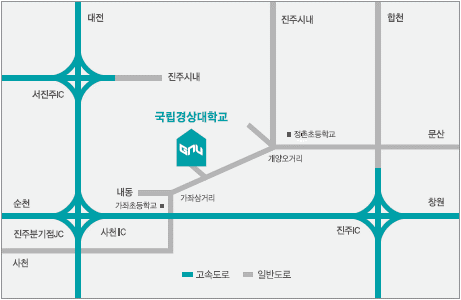 대전
진주시내
합천
진주시내
서진주IC
국립경상대학교
GNU
정촌초등학교
문산
개양오거리
내동
가좌삼거리
순천
가좌초등학교
창원
진주분기점JC
사천IC
진주IC
사천
고속도로
일반도로